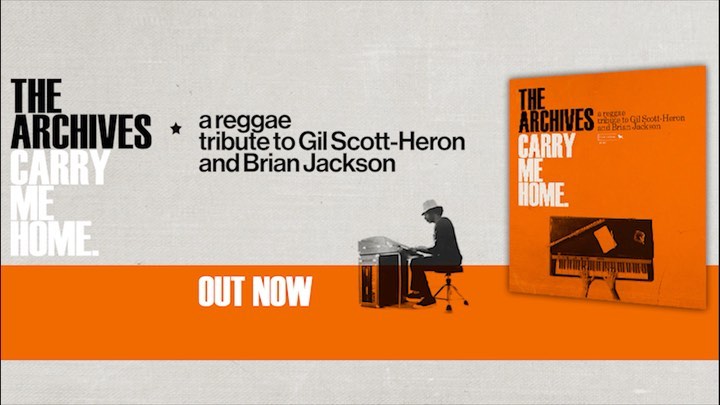 THE
ARCHIVES
CARRY
ME
HOME.
a reggae
tribute to Gil Scott-Heron
and Brian Jackson
OUT NOW
THE
ARCHIVES
CARRY
ME
HOME.
a reggae
tribute to Gil Scott-Heron
and Brian Jackson